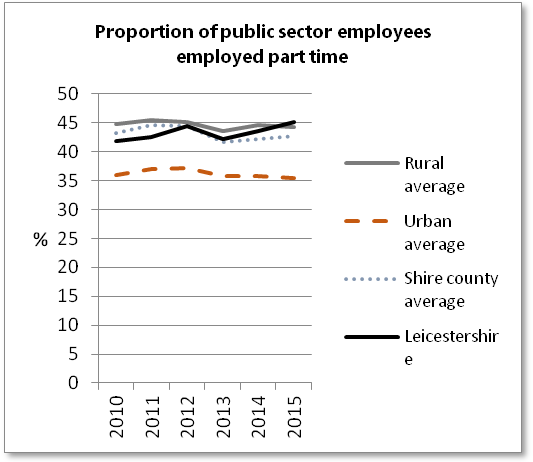 Proportion of public sector employees
employed part time
50
45
40
35
30
25
20
15
10
5
0
%
2010
2011
2012
2013
2014
2015
Rural
average
Urban
average
Shire county
average
Leicestershir
e